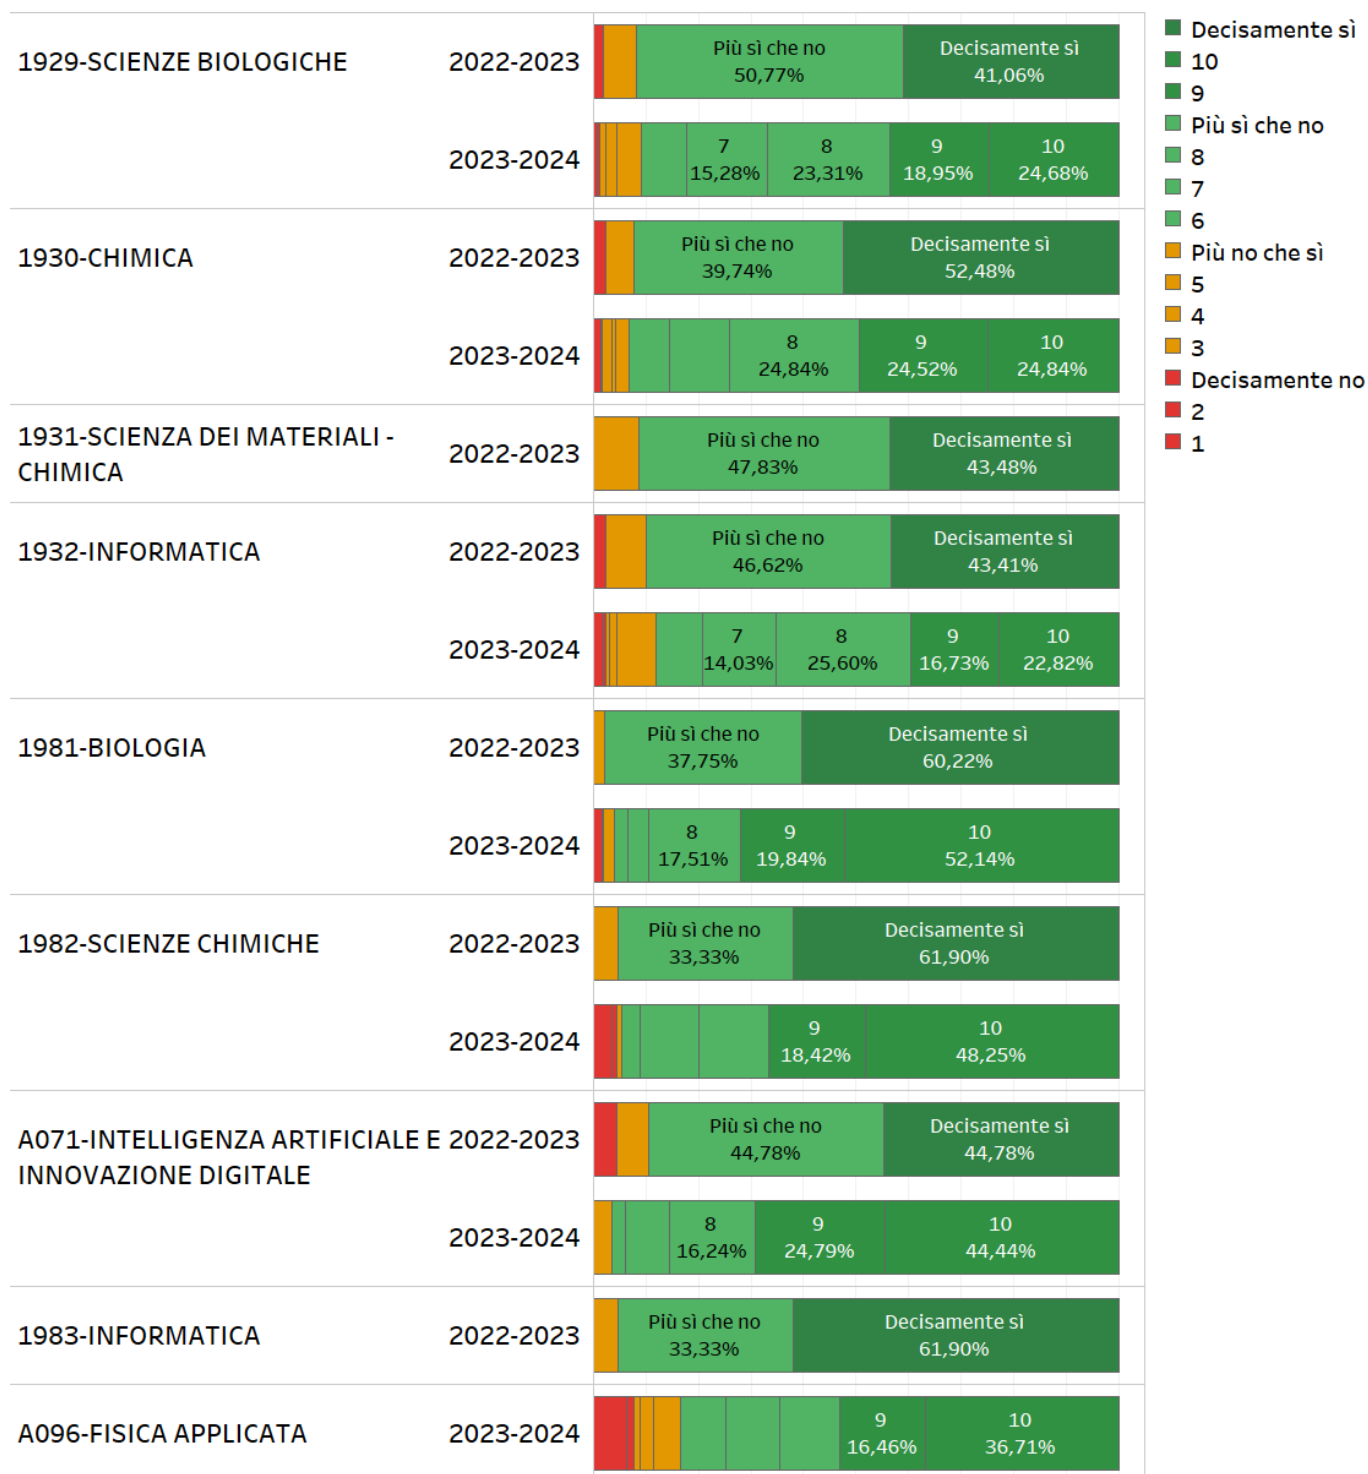 1929-SCIENZE BIOLOGICHE
2022-2023
Più sì che no
50,77%
Decisamente sì
41,06%
2023-2024
7
15,28%
8
23,31%
9
18,95%
10
24,68%
1930-CHIMICA
2022-2023
Più sì che no
39,74%
Decisamente sì
52,48%
2023-2024
8
24,84%
9
24,52%
10
24,84%
1931-SCIENZA DEI MATERIALI -
CHIMICA
2022-2023
Più sì che no
47,83%
Decisamente sì
43,48%
1932-INFORMATICA
2022-2023
Più sì che no
46,62%
Decisamente sì
43,41%
2023-2024
7
14,03%
8
25,60%
9
16,73%
10
22,82%
1981-BIOLOGIA
2022-2023
Più sì che no
37,75%
Decisamente sì
60,22%
2023-2024
8
17,51%
9
19,84%
10
52,14%
1982-SCIENZE CHIMICHE
2022-2023
Più sì che no
33,33%
Decisamente sì
61,90%
2023-2024
9
18,42%
10
48,25%
A071-INTELLIGENZA ARTIFICIALE E
INNOVAZIONE DIGITALE
2022-2023
Più sì che no
44,78%
Decisamente sì
44,78%
2023-2024
8
16,24%
9
24,79%
10
44,44%
1983-INFORMATICA
2022-2023
Più sì che no
33,33%
Decisamente sì
61,90%
A096-FISICA APPLICATA
2023-2024
9
16,46%
10
36,71%
Decisamente sì
10
9
Più sì che no
8
7
6
Più no che sì
5
4
3
Decisamente no
2
1